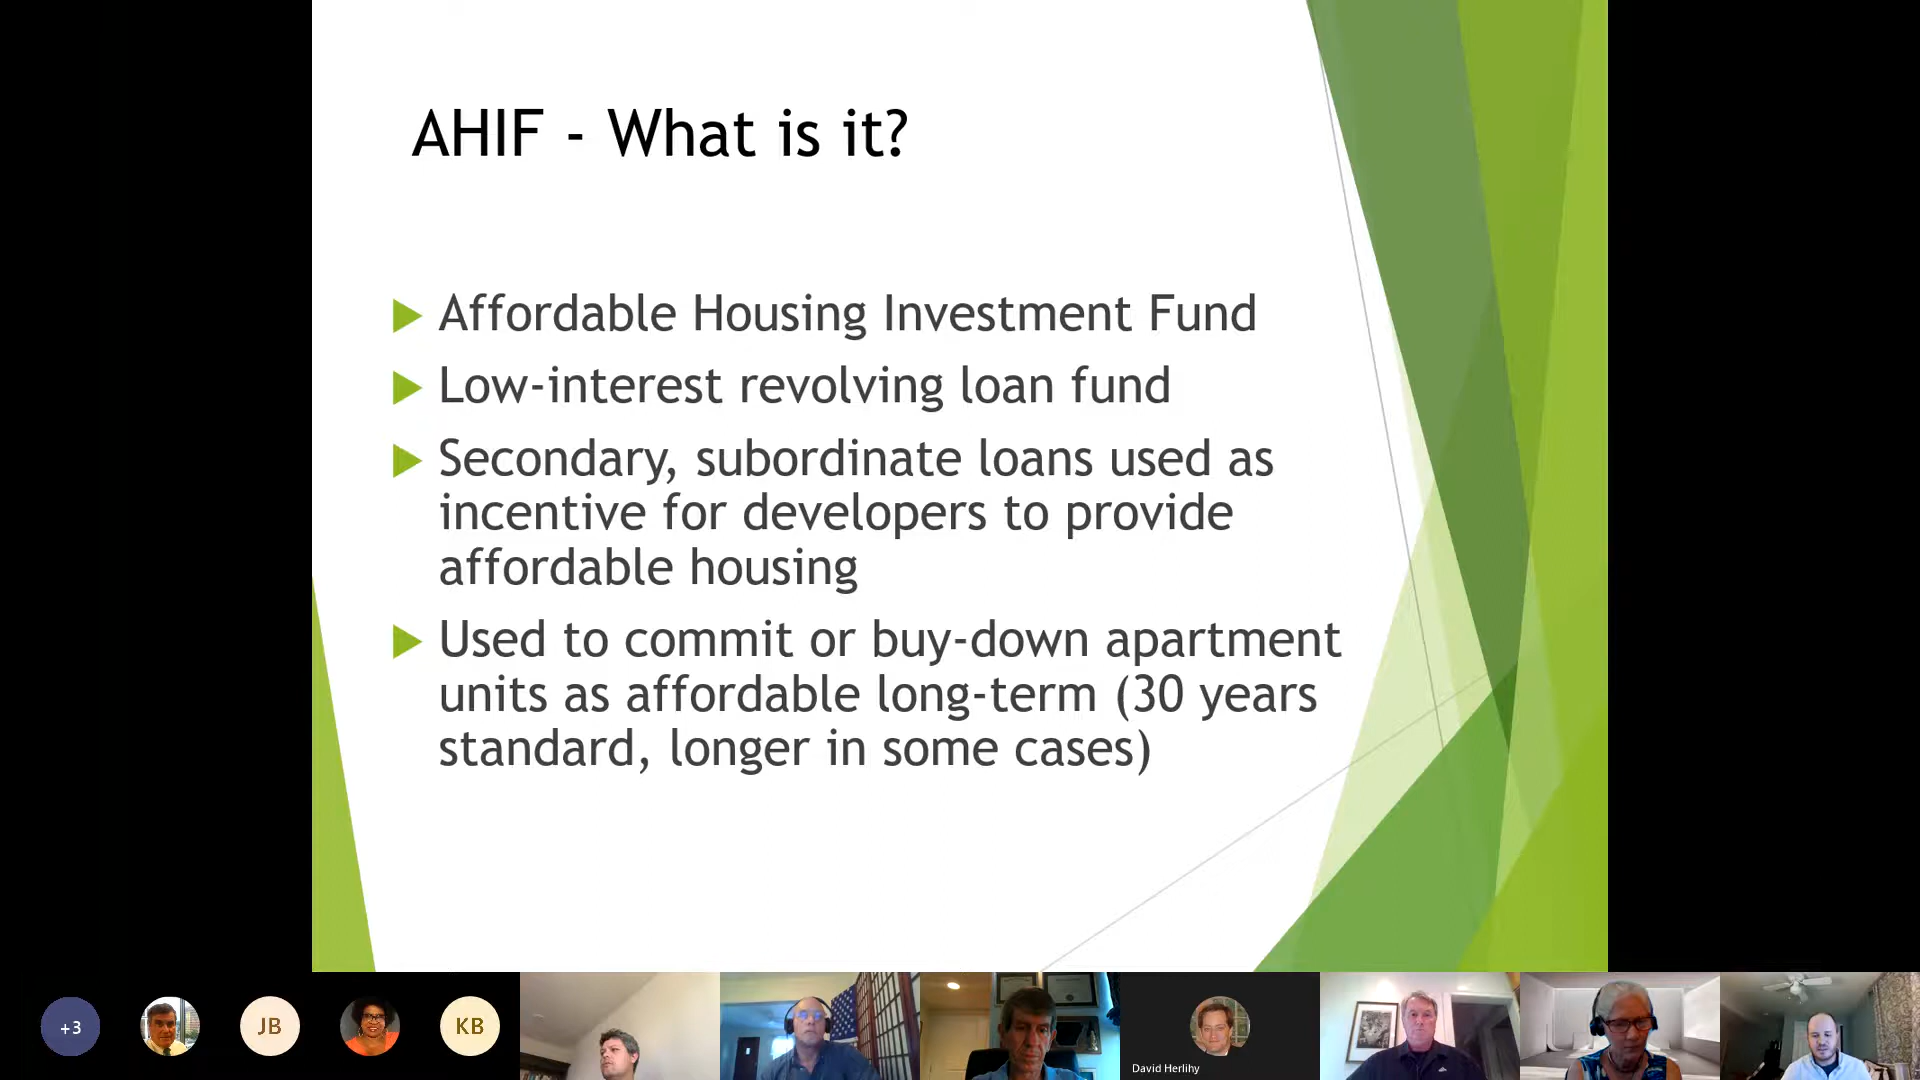 AHIF - What is it?
Affordable Housing Investment Fund
Low-interest revolving loan fund
Secondary, subordinate loans used as
incentive for developers to provide
affordable housing
Used to commit or buy-down apartment
units as affordable long-term (30 years
standard, longer in some cases)
+3
JB
KB
David Herlihy